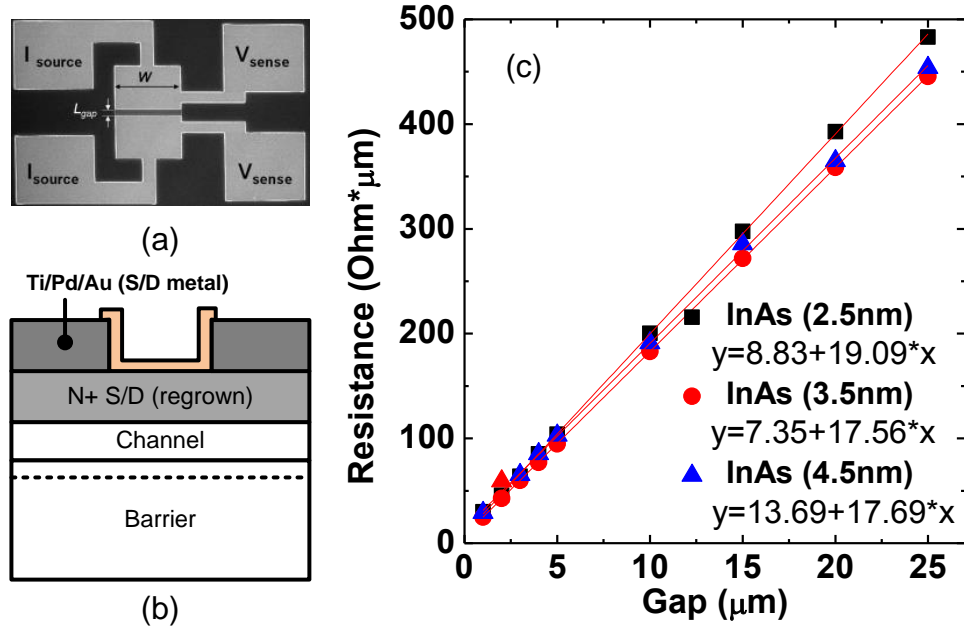 I source
V sense
W
L gap
I source
V sense
(a)
Ti/Pd/Au (S/D metal)
N+ S/D (regrown)
Channel
Barrier
(b)
(c)
Resistance (Ohm*μm)
500
400
300
200
100
0
0 5 10 15 20 25
Gap (μm)
InAs (2.5nm)
y=8.83+19.09*x
InAs (3.5nm)
y=7.35+17.56*x
InAs (4.5nm)
y=13.69+17.69*x